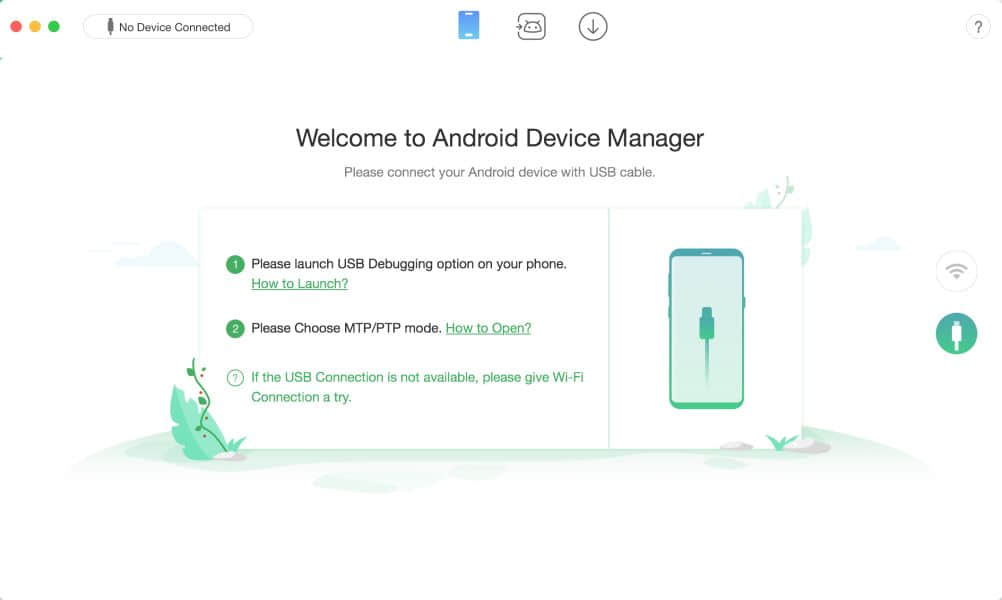 No Device Connected
?
Welcome to Android Device Manager
Please connect your Android device with USB cable.
1 Please launch USB Debugging option on your phone.
How to Launch?
2 Please Choose MTP/PTP mode. How to Open?
? If the USB Connection is not available, please give Wi-Fi
Connection a try.